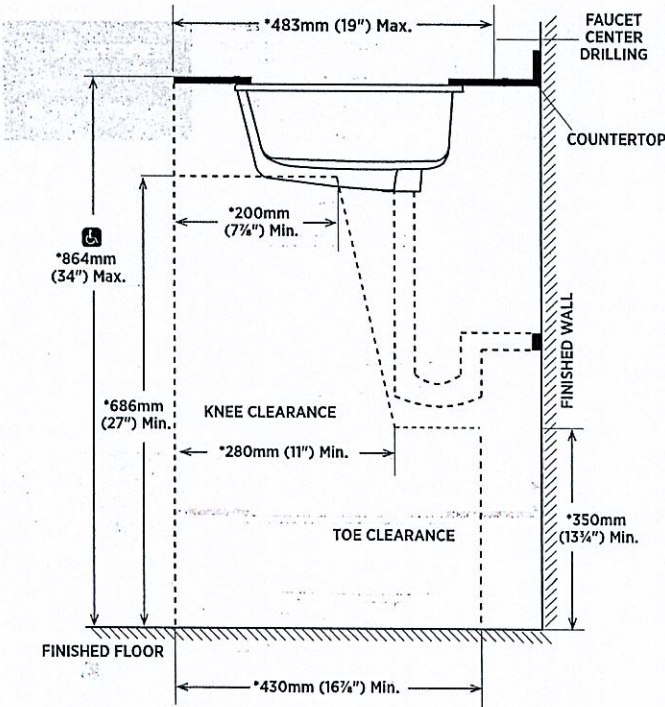 *483mm (19") Max.
FAUCET
CENTER
DRILLING
COUNTERTOP
*200mm
(7⅞") Min.
*864mm
(34") Max.
FINISHED WALL
*686mm
(27") Min.
KNEE CLEARANCE
*280mm (11") Min.
*350mm
(13¾") Min.
TOE CLEARANCE
FINISHED FLOOR
*430mm (16⅞") Min.